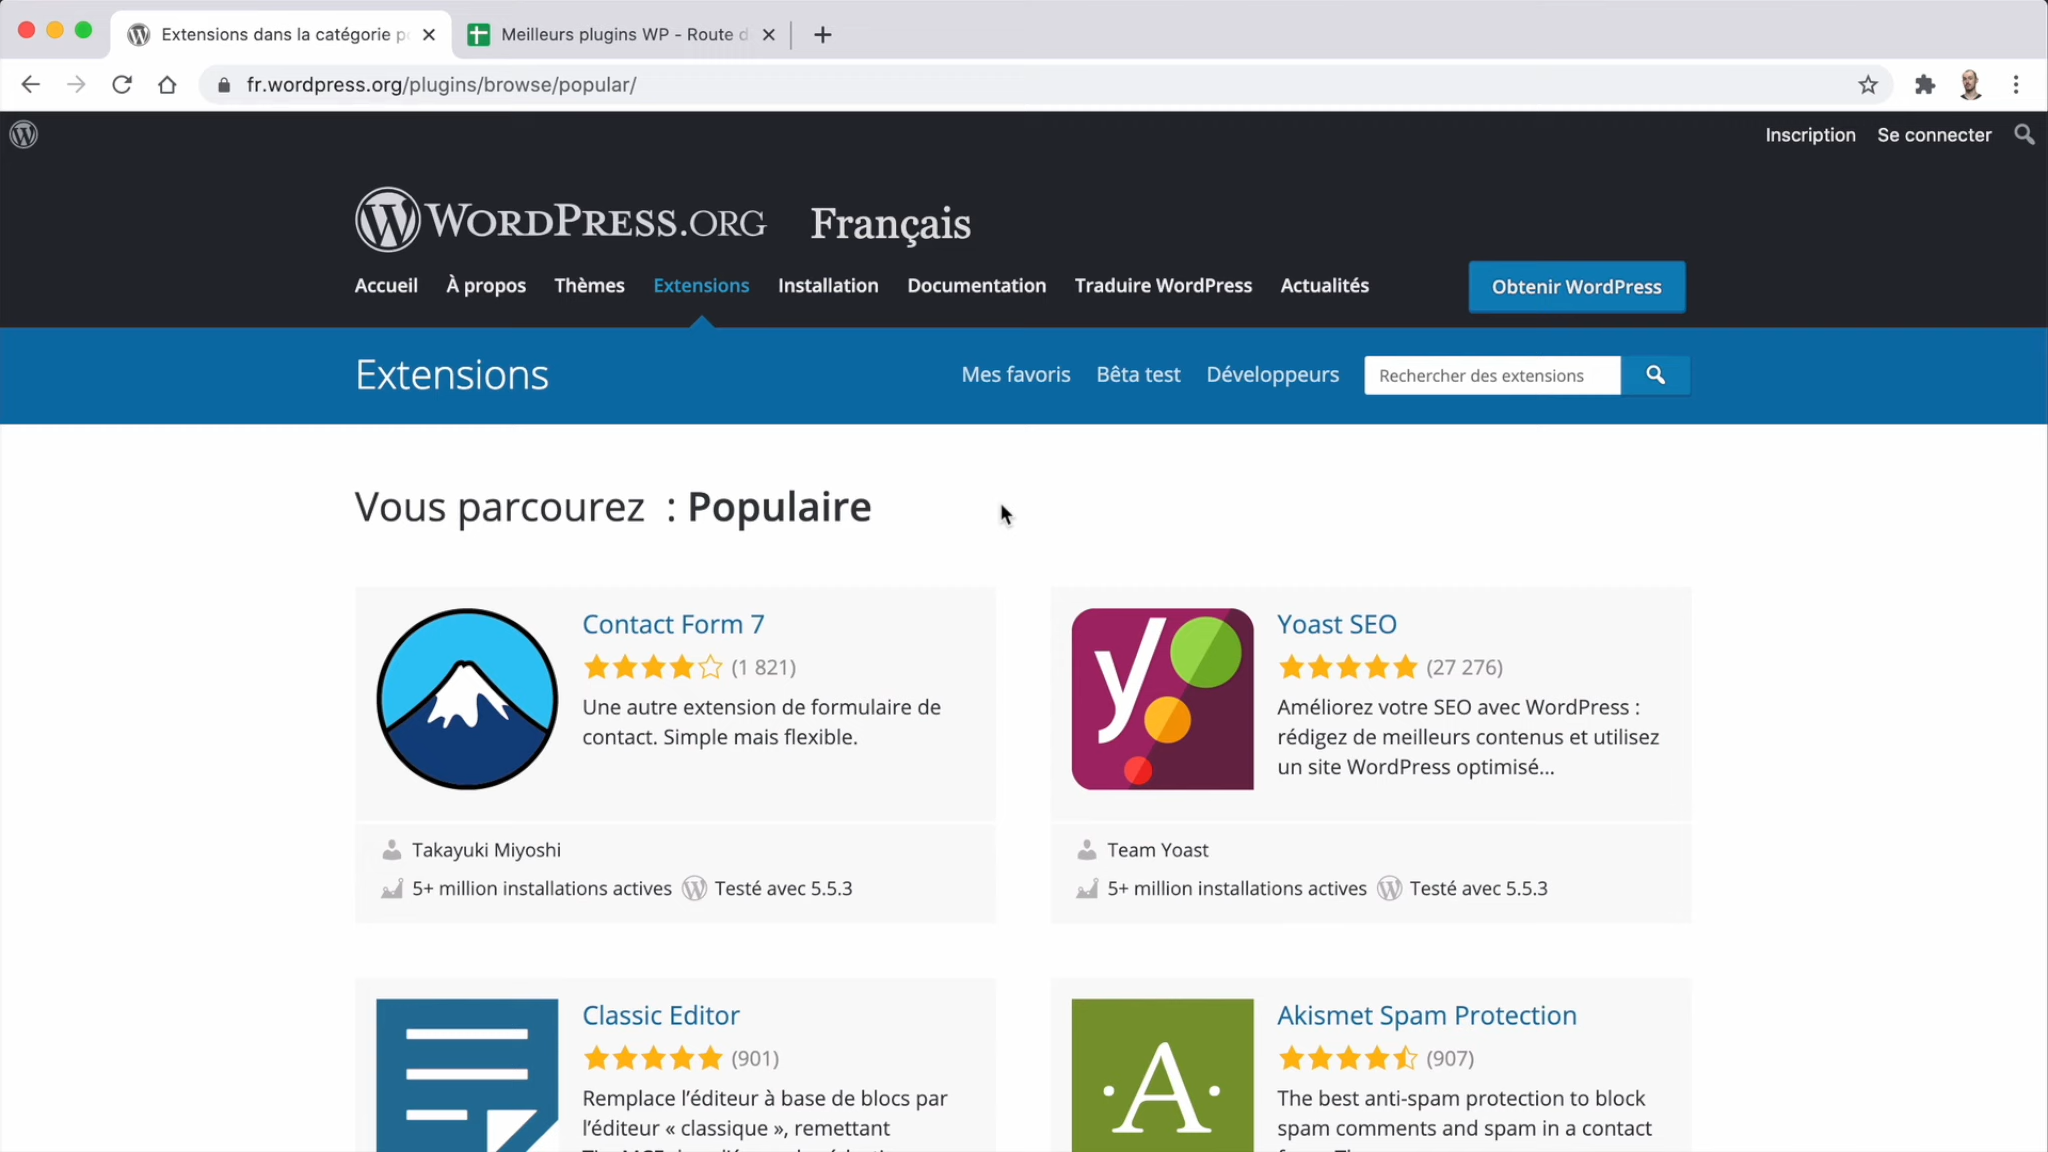 Extensions dans la catégorie
Meilleurs plugins WP - Route
fr.wordpress.org/plugins/browse/popular/
Inscription Se connecter
WORDPRESS.ORG Français
Accueil À propos Thèmes Extensions Installation Documentation Traduire WordPress Actualités Obtenir WordPress
Extensions Mes favoris Bêta test Développeurs Rechercher des extensions
Vous parcourez : Populaire
Contact Form 7
(1 821)
Une autre extension de formulaire de
contact. Simple mais flexible.
Takayuki Miyoshi
5+ million installations actives Testé avec 5.5.3
Yoast SEO
(27 276)
Améliorez votre SEO avec WordPress :
rédigez de meilleurs contenus et utilisez
un site WordPress optimisé…
Team Yoast
5+ million installations actives Testé avec 5.5.3
Classic Editor
(901)
Remplace l’éditeur à base de blocs par
l’éditeur « classique », remettant
Akismet Spam Protection
(907)
The best anti-spam protection to block
spam comments and spam in a contact